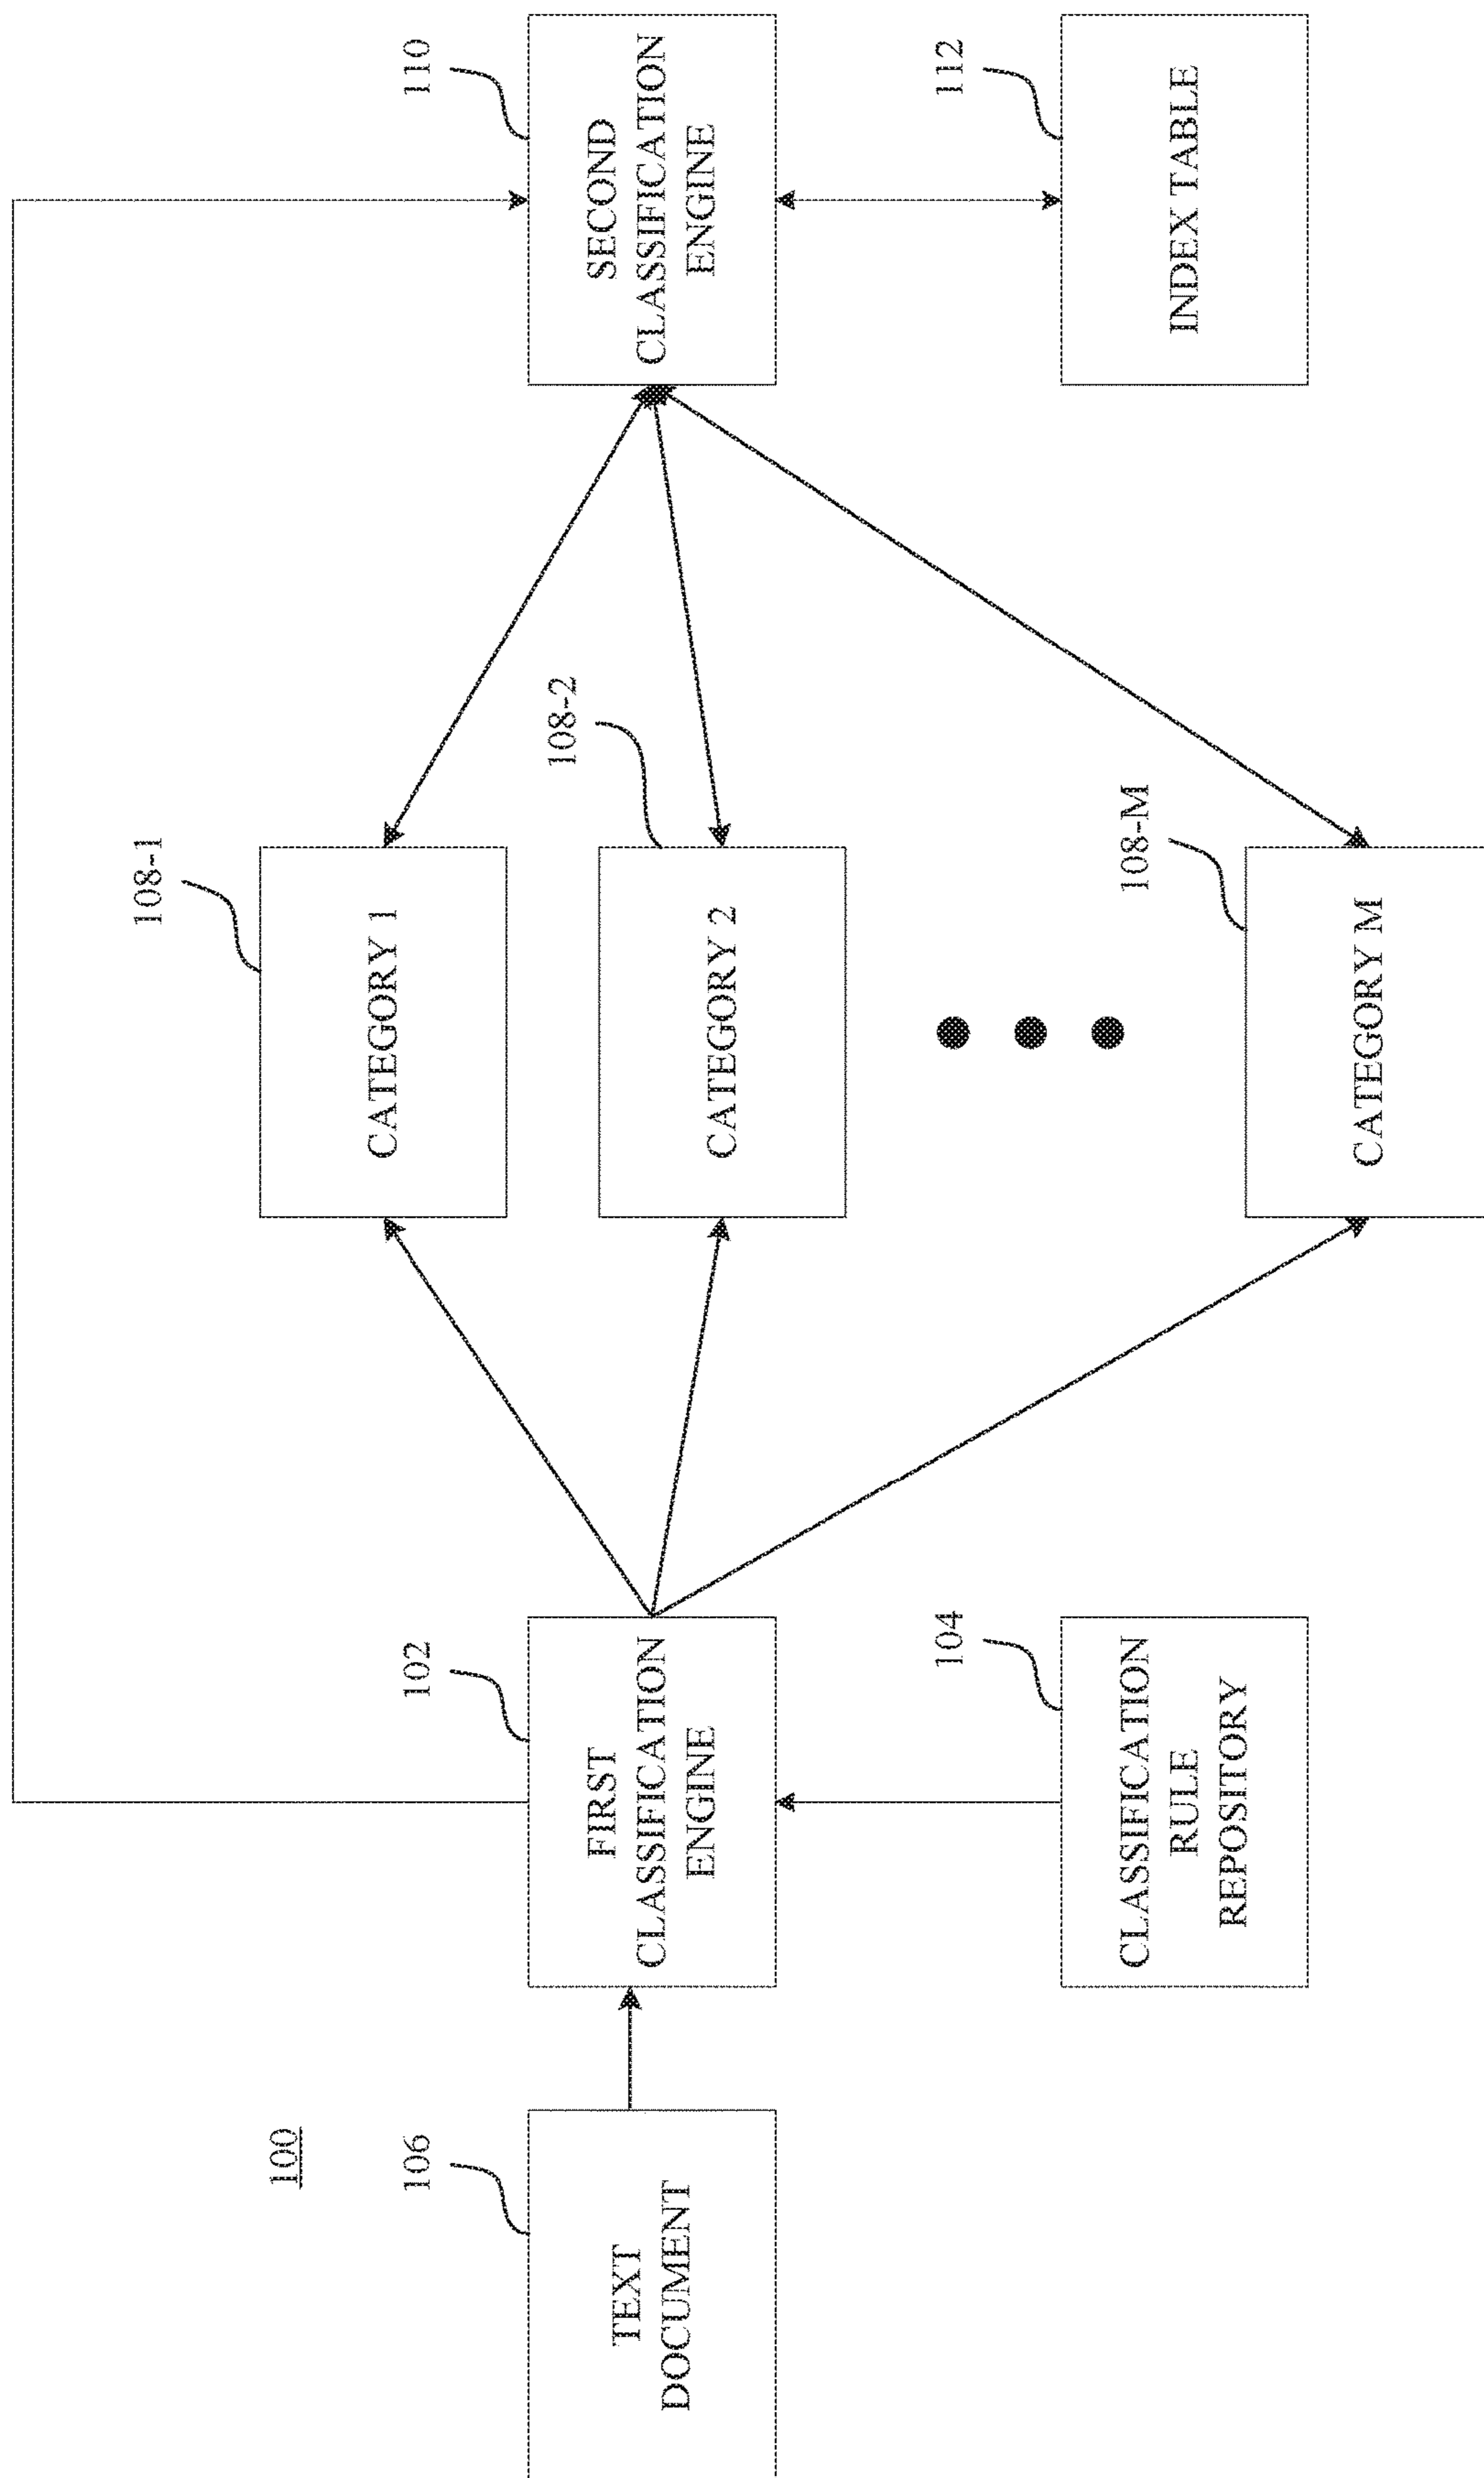 100
106
TEXT
DOCUMENT
102
FIRST
CLASSIFICATION
ENGINE
104
CLASSIFICATION
RULE
REPOSITORY
108-1
CATEGORY 1
108-2
CATEGORY 2
108-M
CATEGORY M
110
SECOND
CLASSIFICATION
ENGINE
112
INDEX TABLE